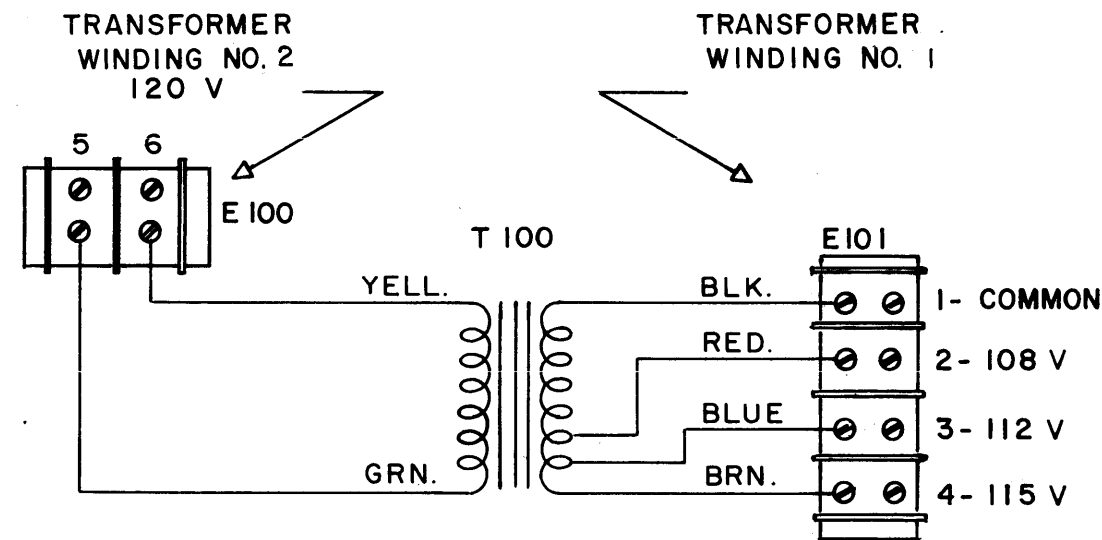 TRANSFORMER
WINDING NO. 2
120 V
TRANSFORMER
WINDING NO. 1
5 6
E 100
T 100
E101
YELL.
BLK.
1- COMMON
RED.
2- 108 V
BLUE
3- 112 V
GRN.
BRN.
4- 115 V